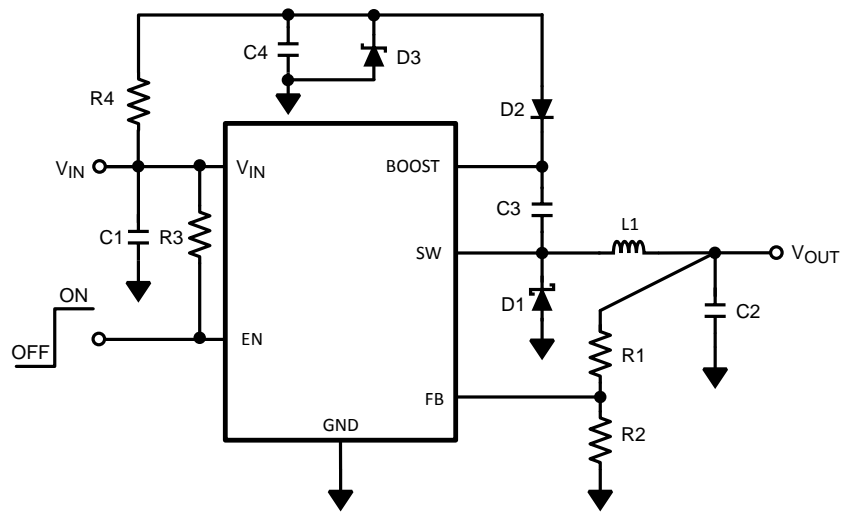 C4
D3
R4
D2
VIN
VIN
BOOST
C3
L1
C1
R3
SW
VOUT
ON
D1
C2
OFF
EN
R1
FB
GND
R2